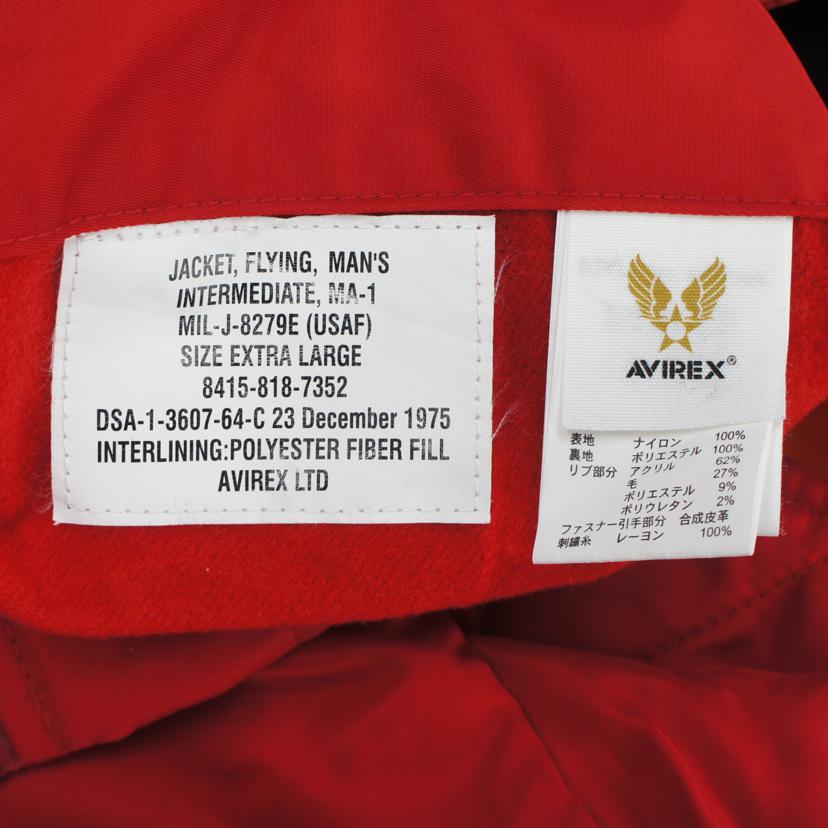 JACKET, FLYING, MAN'S
INTERMEDIATE, MA-1
MIL-J-8279E (USAF)
SIZE EXTRA LARGE
8415-818-7352
DSA-1-3607-64-C 23 December 1975
INTERLINING:POLYESTER FIBER FILL
AVIREX LTD
AVIREX®
表地 ナイロン 100%
裏地 ポリエステル 100%
リブ部分 アクリル 62%
毛 27%
ポリエステル 9%
ポリウレタン 2%
ファスナー引手部分 合成皮革
刺繍糸 レーヨン 100%